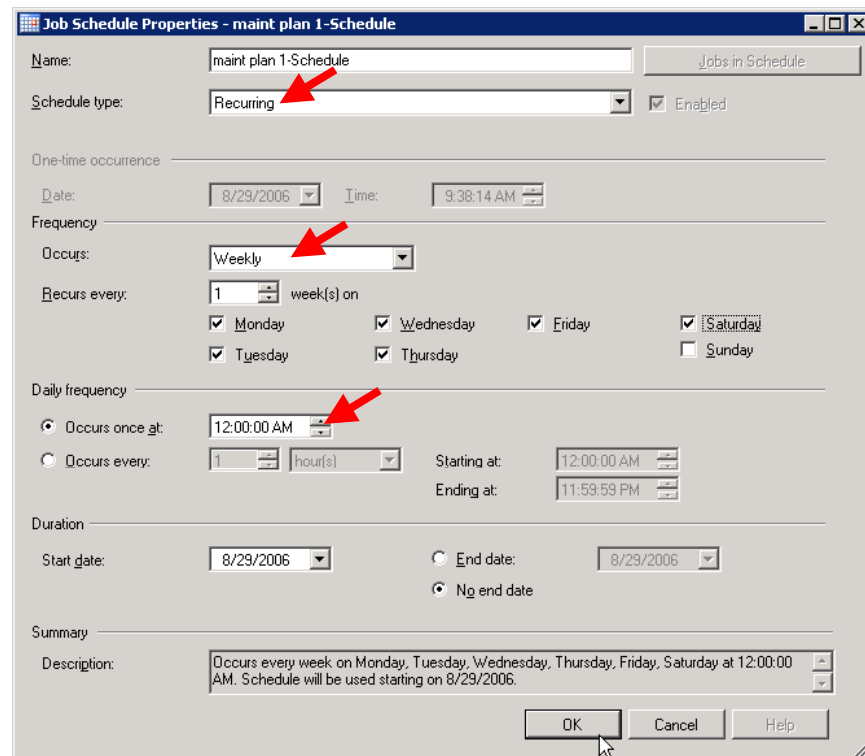 Job Schedule Properties - maint plan 1-Schedule
Name: maint plan 1-Schedule Jobs in Schedule
Schedule type: Recurring Enabled
One-time occurrence
Date: 8/29/2006 Time: 9:38:14 AM
Frequency
Occurs: Weekly
Recurs every: 1 week(s) on
Monday Wednesday Friday Saturday
Tuesday Thursday Sunday
Daily frequency
Occurs once at: 12:00:00 AM
Occurs every: 1 hour(s) Starting at: 12:00:00 AM
Ending at: 11:59:59 PM
Duration
Start date: 8/29/2006 End date: 8/29/2006
No end date
Summary
Description: Occurs every week on Monday, Tuesday, Wednesday, Thursday, Friday, Saturday at 12:00:00
AM. Schedule will be used starting on 8/29/2006.
OK Cancel Help